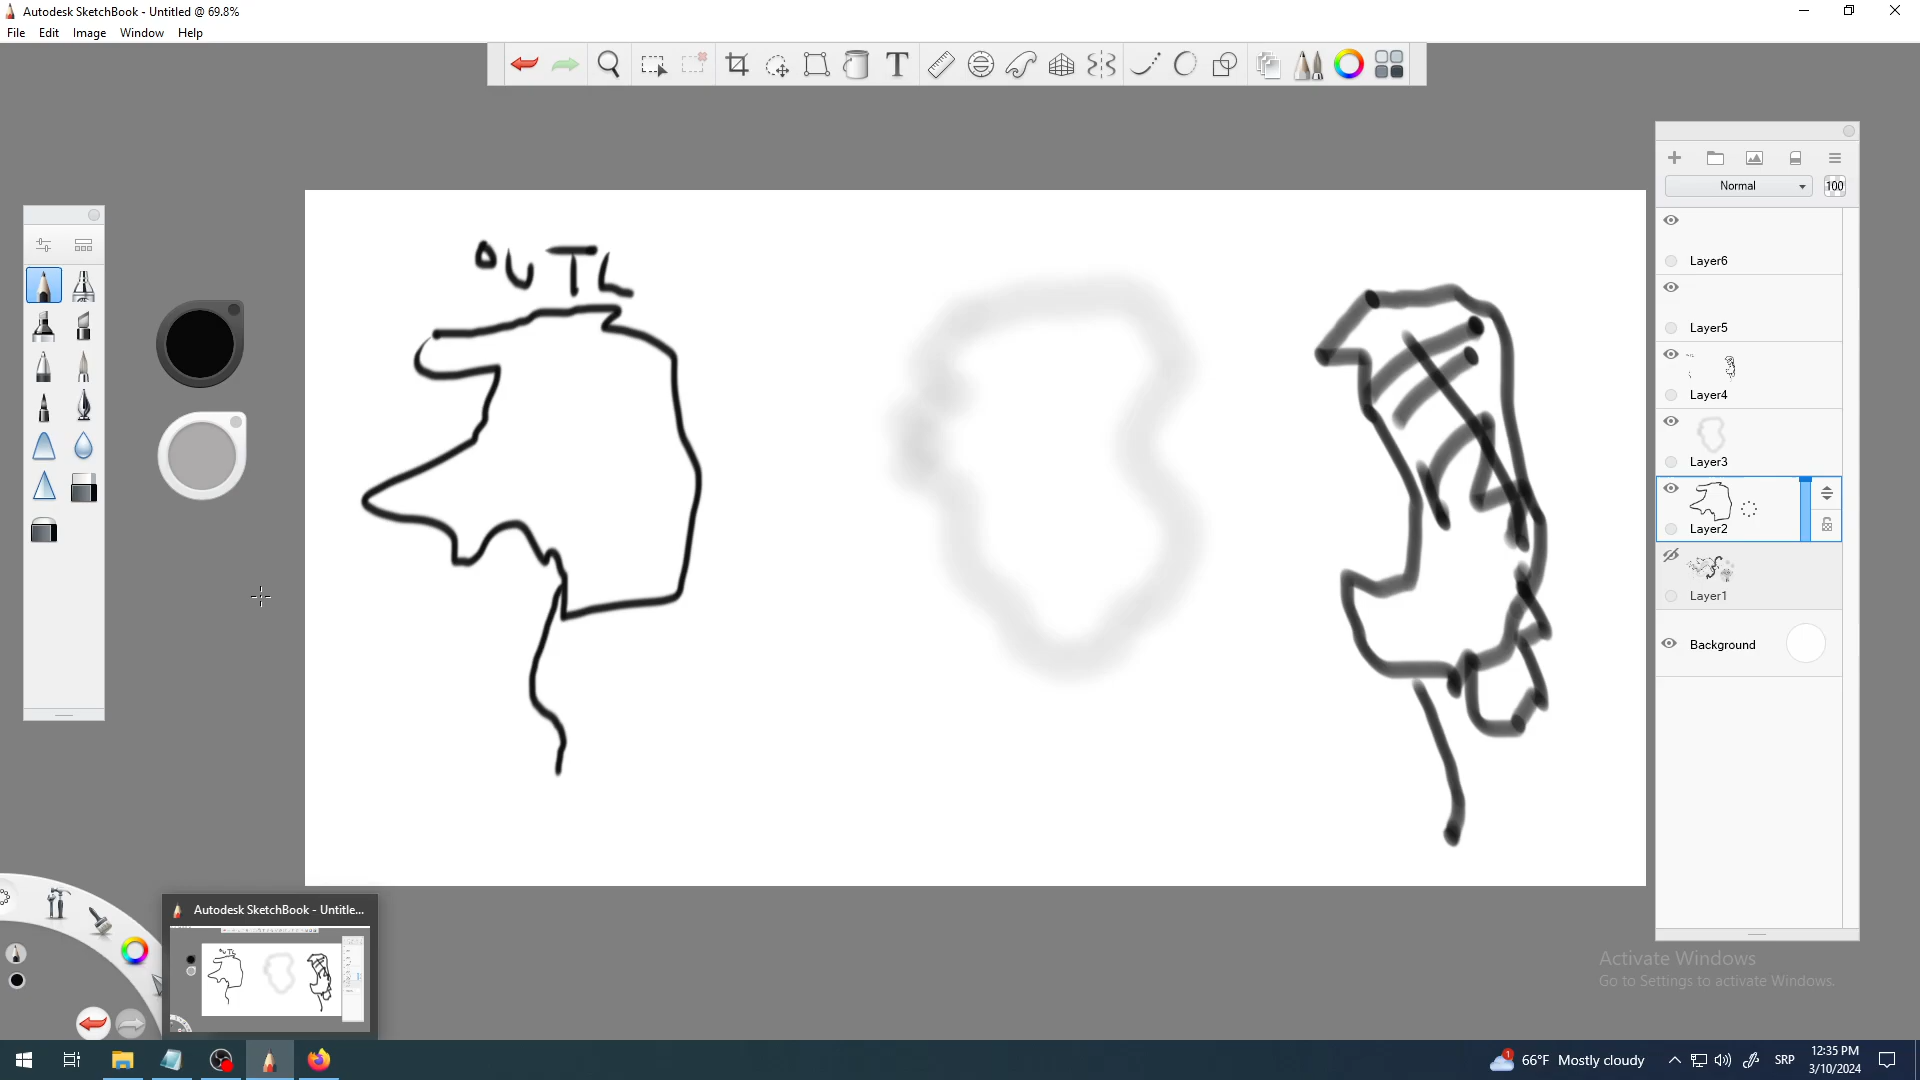 Autodesk SketchBook - Untitled @ 69.8%
File Edit Image Window Help
Normal 100
OUTL
Layer6
Layer5
Layer4
Layer3
Layer2
Layer1
Background
Autodesk SketchBook - Untitle...
Activate Windows
Go to Settings to activate Windows.
1 66°F Mostly cloudy SRP 12:35 PM
3/10/2024